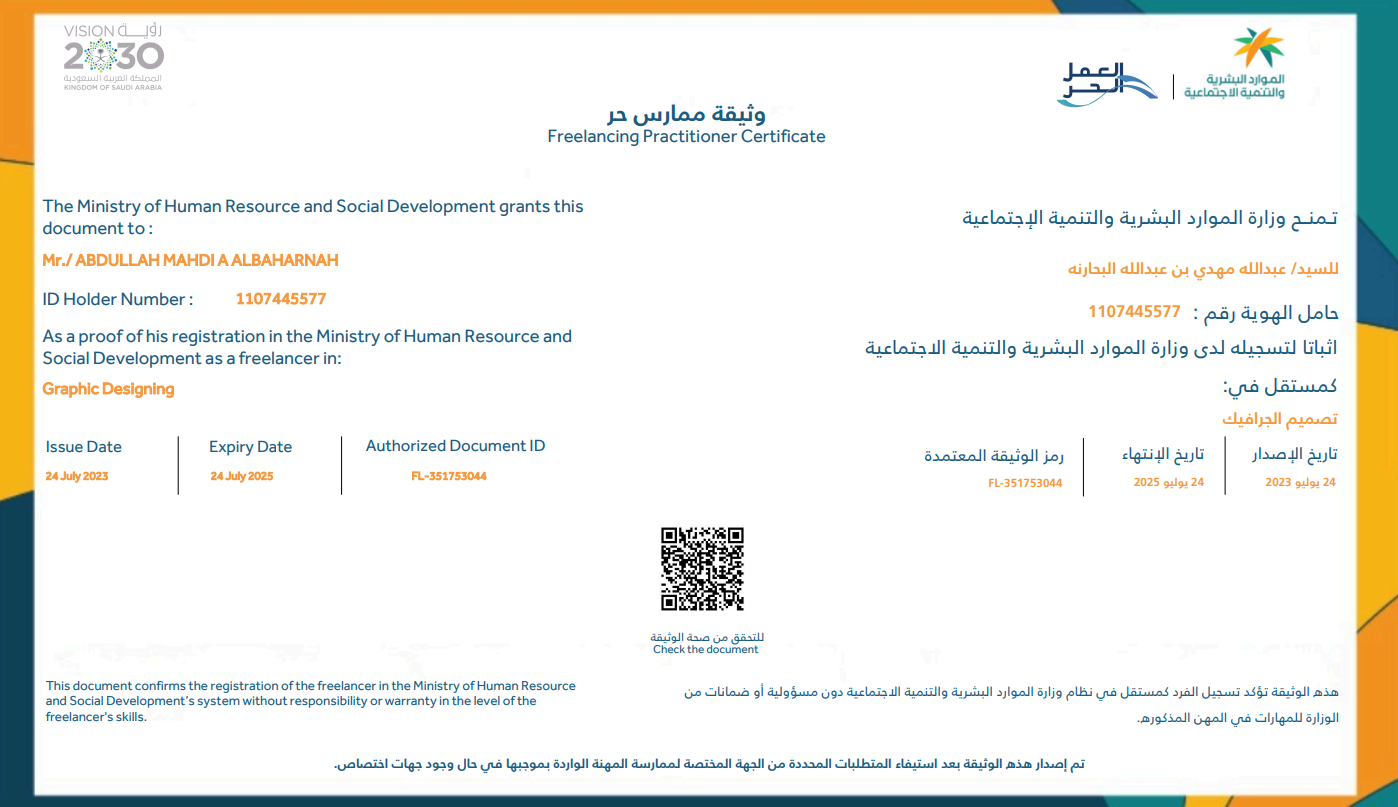 VISION رؤيــة
2030
المملكة العربية السعودية
KINGDOM OF SAUDI ARABIA
العمل
الحر
الموارد البشرية
والتنمية الاجتماعية
وثيقة ممارس حر
Freelancing Practitioner Certificate
The Ministry of Human Resource and Social Development grants this
document to :
Mr./ ABDULLAH MAHDI A ALBAHARNAH
ID Holder Number : 1107445577
As a proof of his registration in the Ministry of Human Resource and
Social Development as a freelancer in:
Graphic Designing
Issue Date
24 July 2023
Expiry Date
24 July 2025
Authorized Document ID
FL-351753044
تـمنـح وزارة الموارد البشرية والتنمية الإجتماعية
للسيد/ عبدالله مهدي بن عبدالله البحارنه
حامل الهوية رقم : 1107445577
اثباتا لتسجيله لدى وزارة الموارد البشرية والتنمية الاجتماعية
كمستقل في:
تصميم الجرافيك
تاريخ الإصدار
24 يوليو 2023
تاريخ الإنتهاء
24 يوليو 2025
رمز الوثيقة المعتمدة
FL-351753044
للتحقق من صحة الوثيقة
Check the document
This document confirms the registration of the freelancer in the Ministry of Human Resource
and Social Development's system without responsibility or warranty in the level of the
freelancer's skills.
هذه الوثيقة تؤكد تسجيل الفرد كمستقل في نظام وزارة الموارد البشرية والتنمية الاجتماعية دون مسؤولية أو ضمانات من
الوزارة للمهارات في المهن المذكوره.
تم إصدار هذه الوثيقة بعد استيفاء المتطلبات المحددة من الجهة المختصة لممارسة المهنة الواردة بموجبها في حال وجود جهات اختصاص.